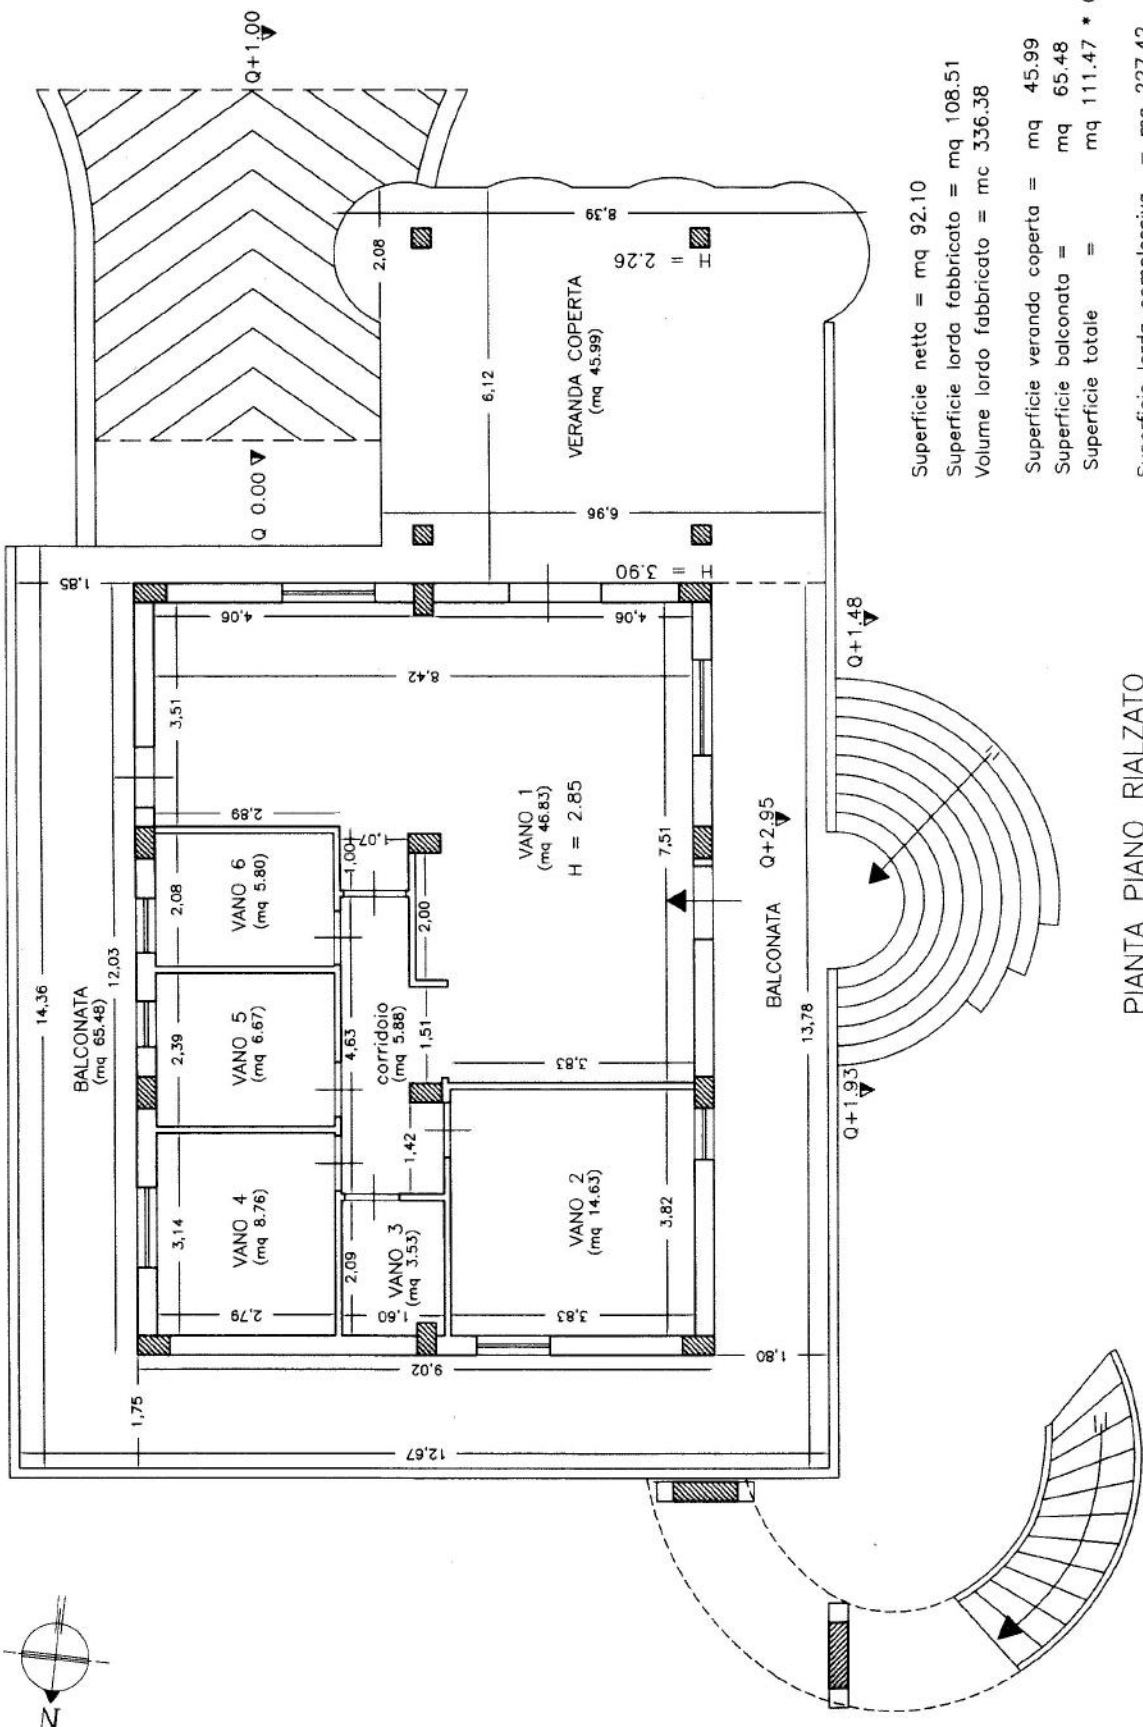 Q+1.00
Q 0.00
1,85
14,36
BALCONATA
(mq 65.48)
12,03
1,75
2,08
8,39
H = 2.26
VERANDA COPERTA
(mq 45.99)
6,12
6,96
H = 3.90
4,06
4,06
8,42
3,51
2,89
VANO 6
(mq 5.80)
2,08
1,00
1,07
VANO 5
(mq 6.67)
2,39
VANO 4
(mq 8.76)
3,14
2,79
4,63
corridoio
(mq 5.88)
2,00
1,51
1,42
VANO 3
(mq 3.53)
2,09
1,60
VANO 1
(mq 46.83)
H = 2.85
7,51
3,83
VANO 2
(mq 14.63)
3,82
3,83
9,02
1,80
12,67
BALCONATA
Q+2.95
13,78
Q+1.48
Q+1.93
N
Superficie netta = mq 92.10
Superficie lorda fabbricato = mq 108.51
Volume lordo fabbricato = mc 336.38
Superficie veranda coperta = mq 45.99
Superficie balconata = mq 65.48
Superficie totale = mq 111.47 *
PIANTA PIANO RIALZATO